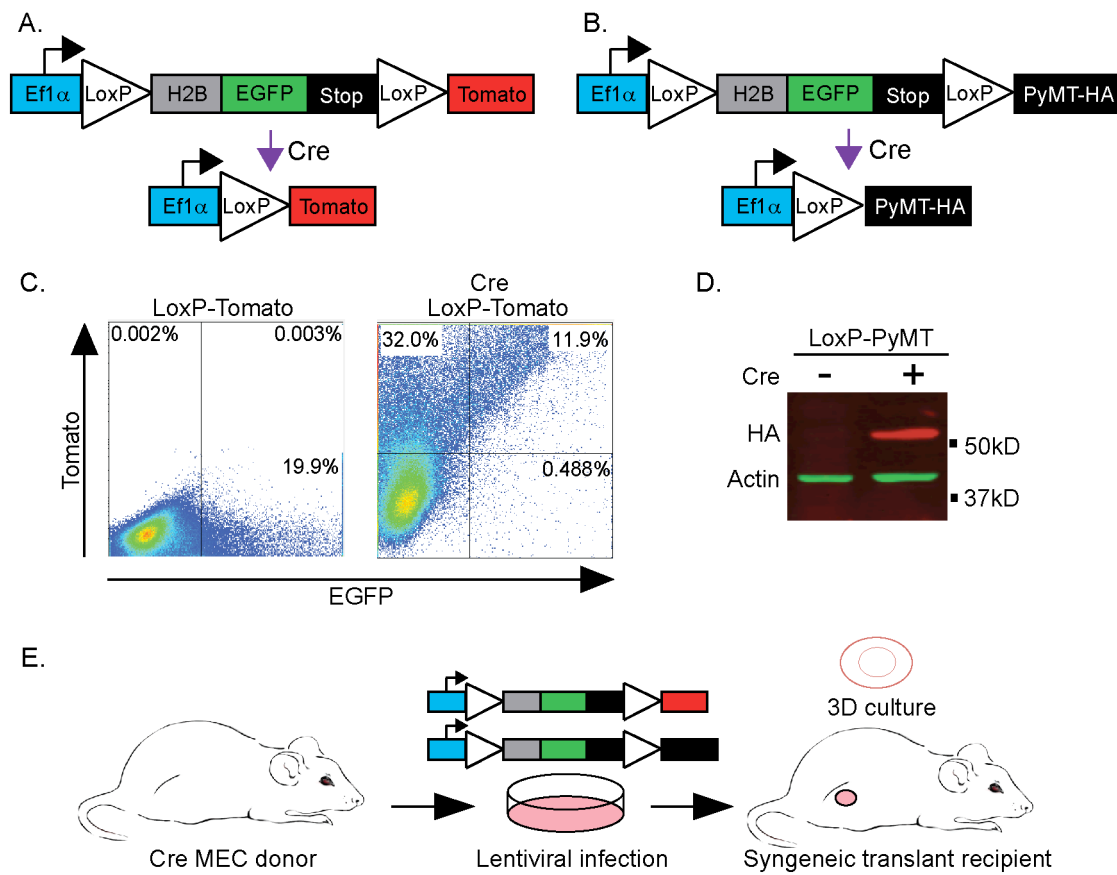 A.
Ef1α LoxP H2B EGFP Stop LoxP Tomato
Cre
Ef1α LoxP Tomato
B.
Ef1α LoxP H2B EGFP Stop LoxP PyMT-HA
Cre
Ef1α LoxP PyMT-HA
C.
LoxP-Tomato
0.002% 0.003%
19.9%
Cre
LoxP-Tomato
32.0% 11.9%
0.488%
Tomato
EGFP
D.
LoxP-PyMT
Cre - +
HA
50kD
Actin
37kD
E.
3D culture
Cre MEC donor
Lentiviral infection
Syngeneic translant recipient